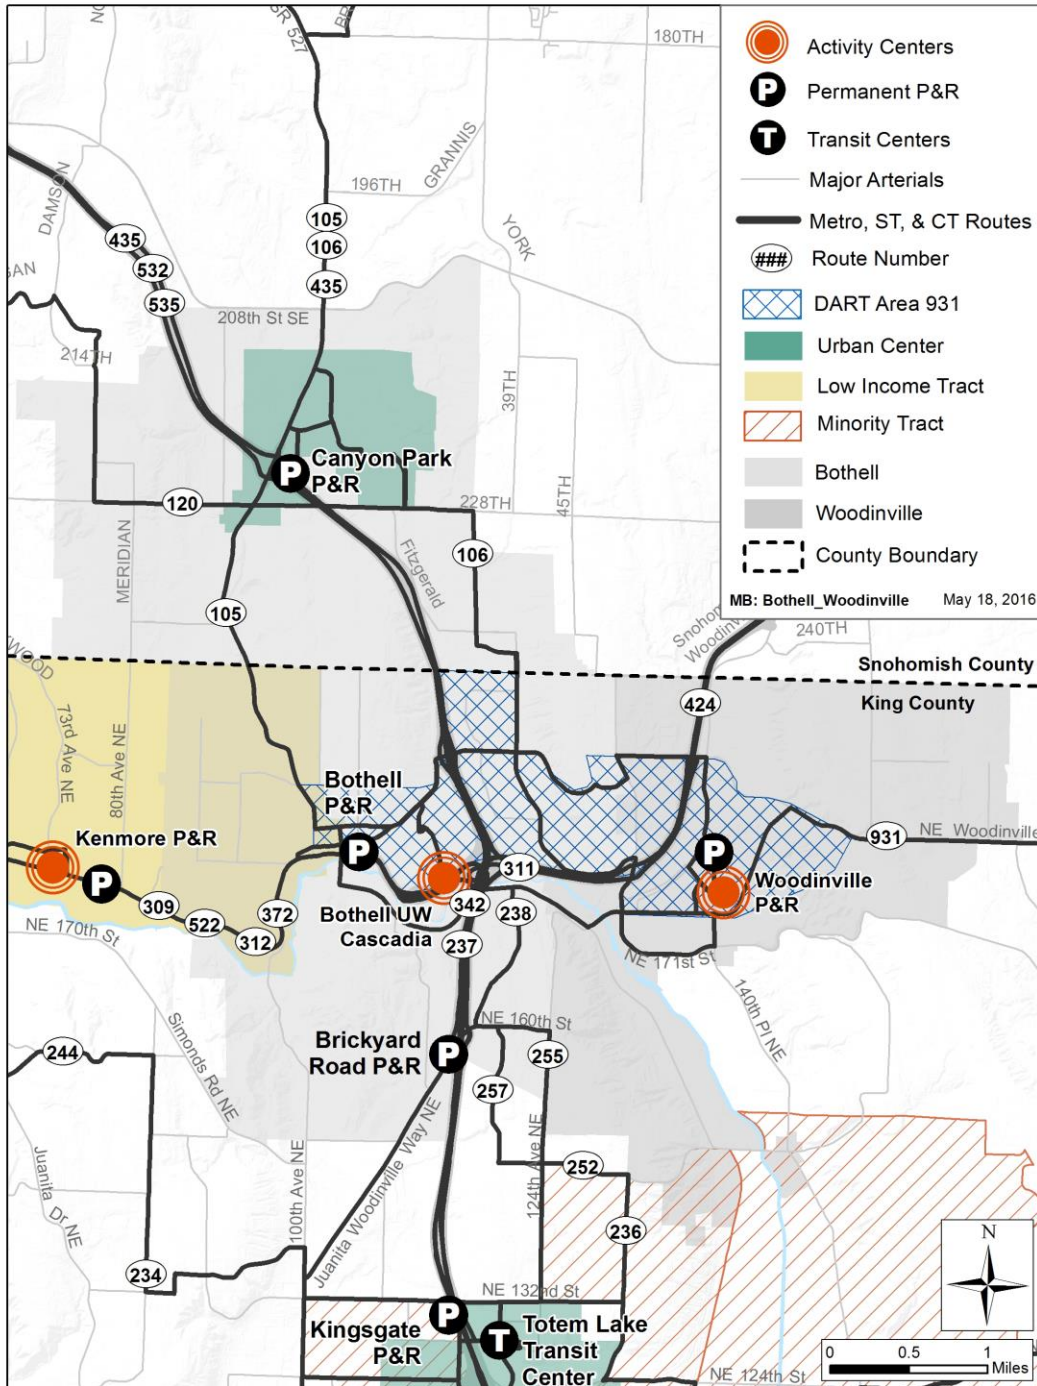 SR 527
180TH
GRANNIS
196TH
DAMSON
YORK
105
106
435
435
532
535
208th St SE
214TH
39TH
Canyon Park
P&R
120
228TH
45TH
MERIDIAN
Fitzgerald
106
105
Activity Centers
P
Permanent P&R
T
Transit Centers
Major Arterials
Metro, ST, & CT Routes
###
Route Number
DART Area 931
Urban Center
Low Income Tract
Minority Tract
Bothell
Woodinville
County Boundary
MB: Bothell_Woodinville
May 18, 2016
240TH
Snohomish County
King County
424
73rd Ave NE
80th Ave NE
Bothell
P&R
Kenmore P&R
931
NE Woodinville
311
Woodinville
P&R
309
522
372
312
342
238
Bothell UW
Cascadia
237
NE 170th St
NE 171st St
140th Pl NE
NE 160th St
Brickyard
Road P&R
244
255
257
Simonds Rd NE
Juanita Woodinville Way NE
124th Ave NE
252
100th Ave NE
Juanita Dr NE
236
234
NE 132nd St
Kingsgate
P&R
Totem Lake
Transit
Center
NE 124th St
N
0
0.5
1
Miles